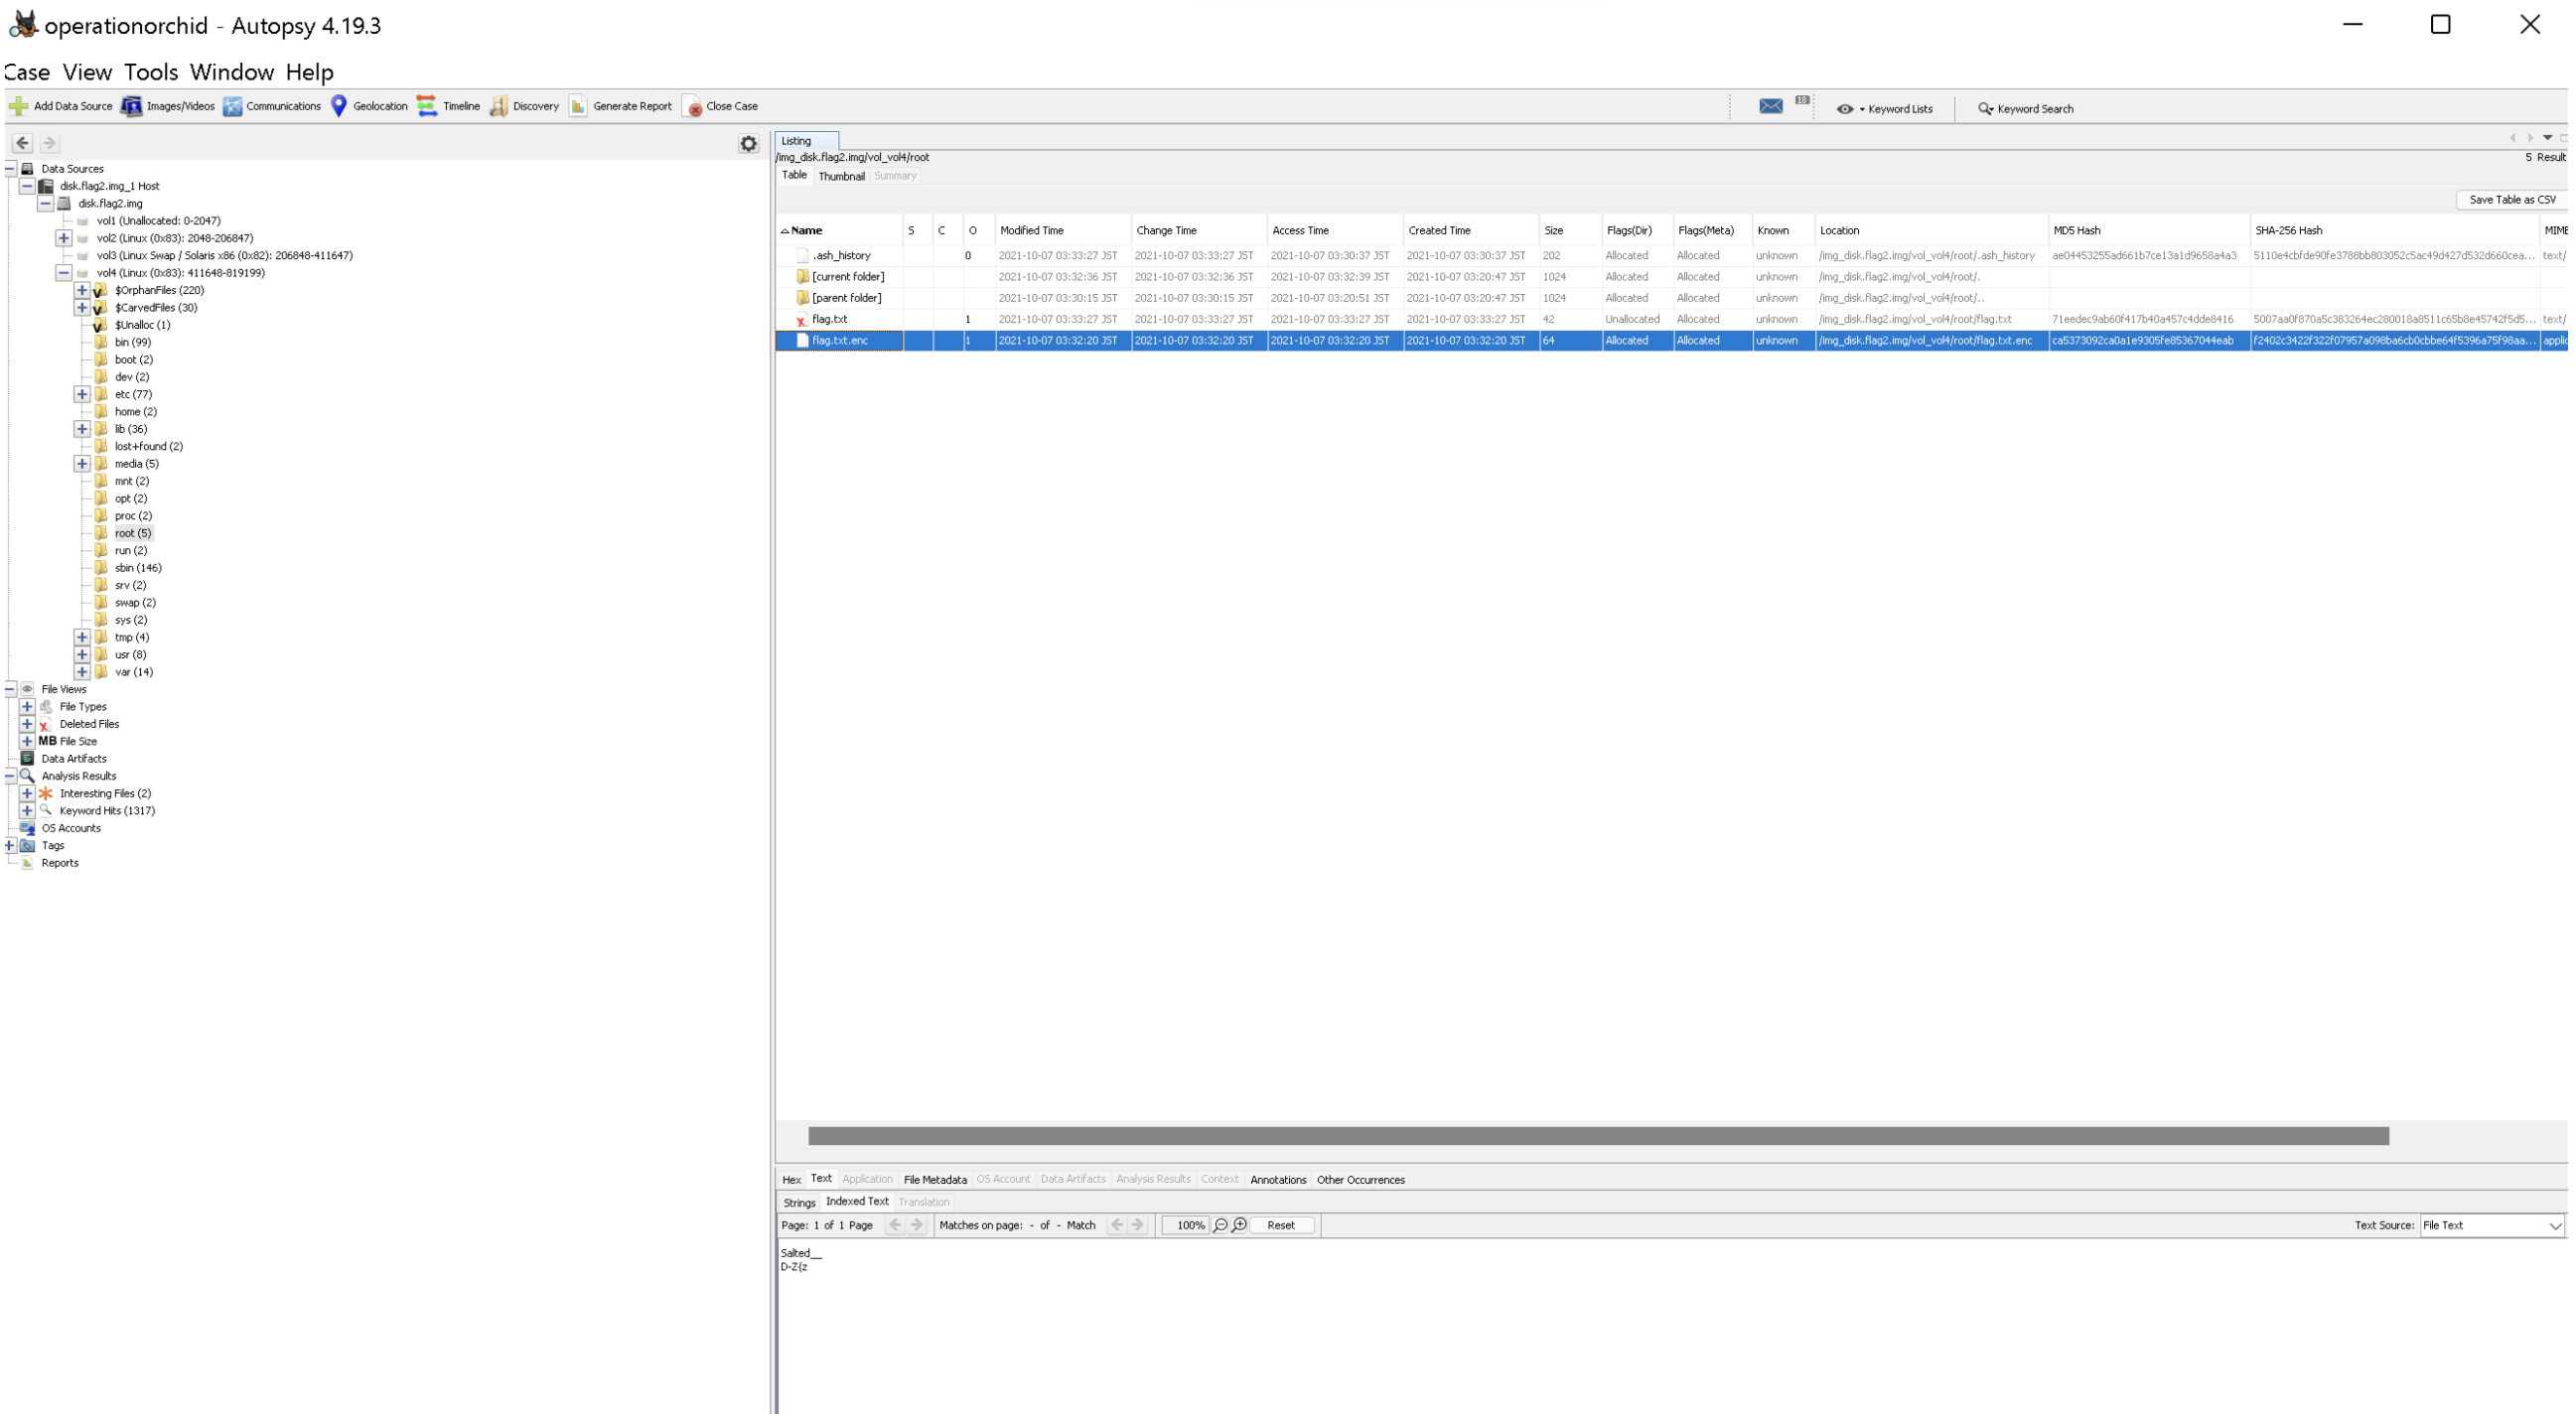 operationorchid - Autopsy 4.19.3
Case View Tools Window Help
Add Data Source Images/Videos Communications Geolocation Timeline Discovery Generate Report Close Case 18 Keyword Lists Keyword Search
Data Sources
disk.flag2.img_1 Host
disk.flag2.img
vol1 (Unallocated: 0-2047)
vol2 (Linux (0x83): 2048-206847)
vol3 (Linux Swap / Solaris x86 (0x82): 206848-411647)
vol4 (Linux (0x83): 411648-819199)
$OrphanFiles (220)
$CarvedFiles (30)
$Unalloc (1)
bin (99)
boot (2)
dev (2)
etc (77)
home (2)
lib (36)
lost+found (2)
media (5)
mnt (2)
opt (2)
proc (2)
root (5)
run (2)
sbin (146)
srv (2)
swap (2)
sys (2)
tmp (4)
usr (8)
var (14)
File Views
File Types
Deleted Files
MB File Size
Data Artifacts
Analysis Results
Interesting Files (2)
Keyword Hits (1317)
OS Accounts
Tags
Reports
Listing
/img_disk.flag2.img/vol_vol4/root
5 Result
Table Thumbnail Summary
Save Table as CSV
Name S C O Modified Time Change Time Access Time Created Time Size Flags(Dir) Flags(Meta) Known Location MD5 Hash SHA-256 Hash MIME
.ash_history 0 2021-10-07 03:33:27 JST 2021-10-07 03:33:27 JST 2021-10-07 03:30:37 JST 2021-10-07 03:30:37 JST 202 Allocated Allocated unknown /img_disk.flag2.img/vol_vol4/root/.ash_history ae04453255ad661b7ce13a1d9658a4a3 5110e4cbfde90fe3788bb803052c5ac49d427d532d660cea... text/
[current folder] 2021-10-07 03:32:36 JST 2021-10-07 03:32:36 JST 2021-10-07 03:32:39 JST 2021-10-07 03:20:47 JST 1024 Allocated Allocated unknown /img_disk.flag2.img/vol_vol4/root/.
[parent folder] 2021-10-07 03:30:15 JST 2021-10-07 03:30:15 JST 2021-10-07 03:20:51 JST 2021-10-07 03:20:47 JST 1024 Allocated Allocated unknown /img_disk.flag2.img/vol_vol4/root/..
flag.txt 1 2021-10-07 03:33:27 JST 2021-10-07 03:33:27 JST 2021-10-07 03:33:27 JST 2021-10-07 03:33:27 JST 42 Unallocated Allocated unknown /img_disk.flag2.img/vol_vol4/root/flag.txt 71eedec9ab60f417b40a457c4dde8416 5007aa0f870a5c383264ec280018a8511c65b8e45742f5d5... text/
flag.txt.enc 1 2021-10-07 03:32:20 JST 2021-10-07 03:32:20 JST 2021-10-07 03:32:20 JST 2021-10-07 03:32:20 JST 64 Allocated Allocated unknown /img_disk.flag2.img/vol_vol4/root/flag.txt.enc ca5373092ca0a1e9305fe85367044eab f2402c3422f322f07957a098ba6cb0cbbe64f5396a75f98aa... applic
Hex Text Application File Metadata OS Account Data Artifacts Analysis Results Context Annotations Other Occurrences
Strings Indexed Text Translation
Page: 1 of 1 Page Matches on page: - of - Match 100% Reset Text Source: File Text
Salted__
D-Z{z